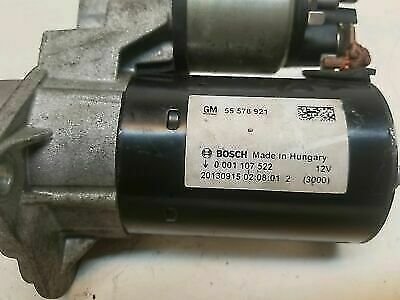 GM 55 578 921
BOSCH Made in Hungary
0 001 107 522 12V
20130915 02:08:01 2 (3000)